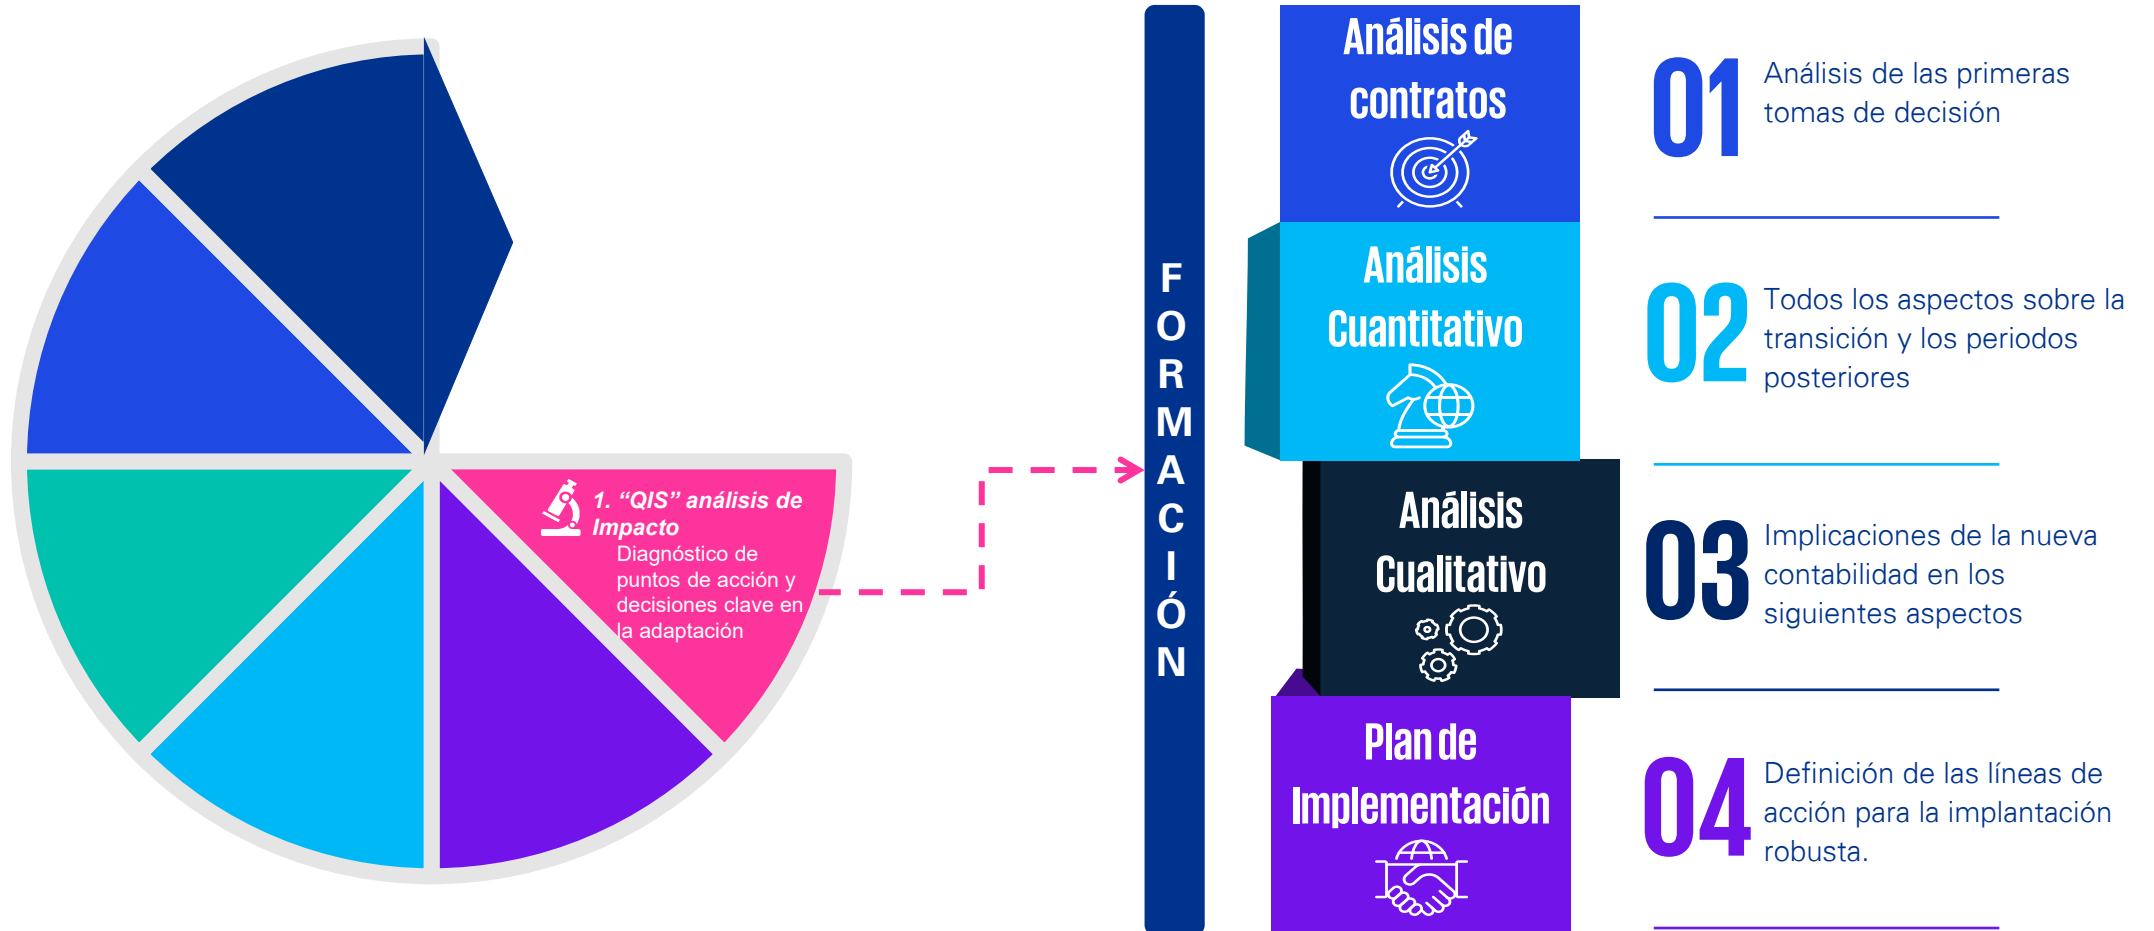 1. “QIS” análisis de
Impacto
Diagnóstico de
puntos de acción y
decisiones clave en
la adaptación
FORMACIÓN
Análisis de
contratos
01
Análisis de las primeras
tomas de decisión
Análisis
Cuantitativo
02
Todos los aspectos sobre la
transición y los periodos
posteriores
Análisis
Cualitativo
03
Implicaciones de la nueva
contabilidad en los
siguientes aspectos
Plan de
Implementación
04
Definición de las líneas de
acción para la implantación
robusta.